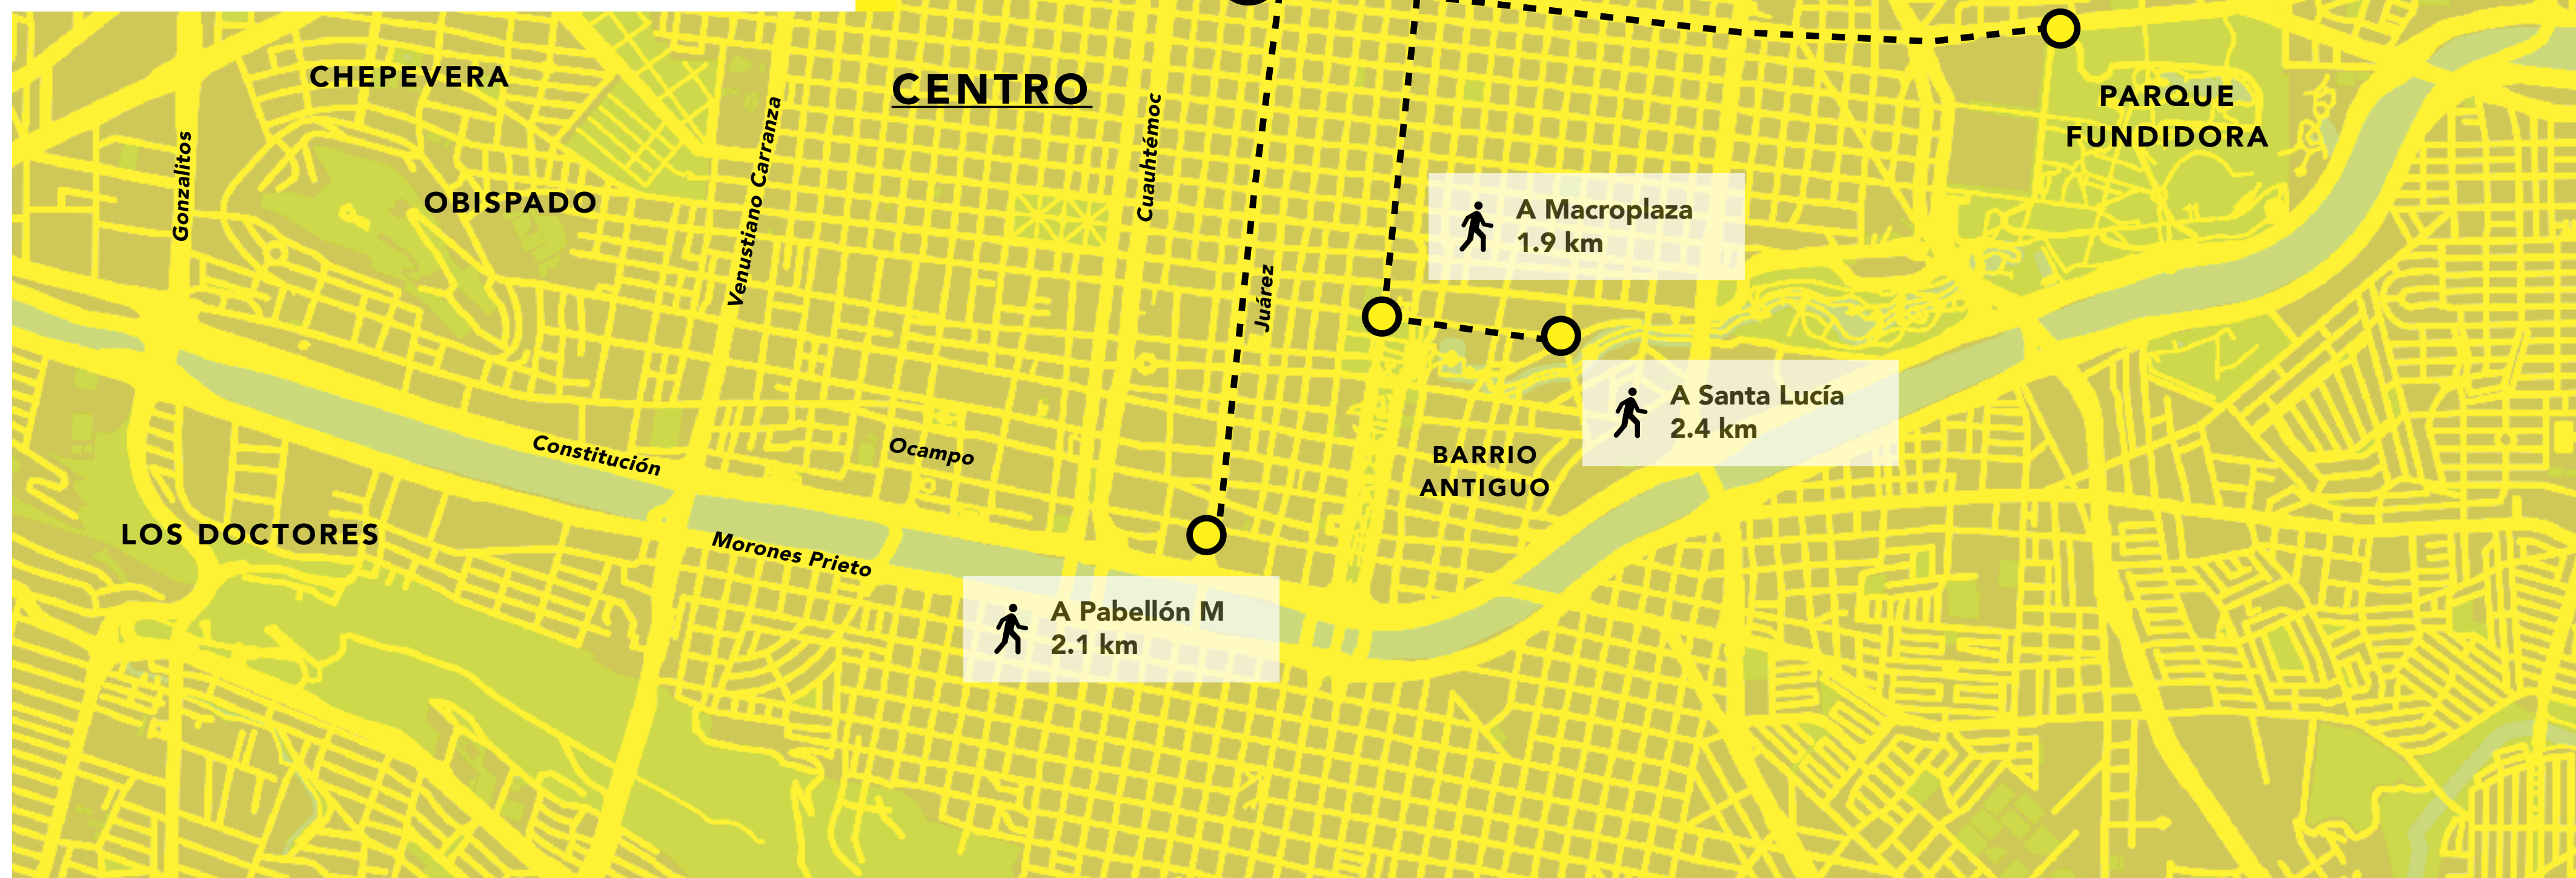 CHEPEVERA
CENTRO
PARQUE
FUNDIDORA
Gonzalitos
Venustiano Carranza
Cuauhtémoc
OBISPADO
A Macroplaza
1.9 km
Juárez
A Santa Lucía
2.4 km
Constitución
Ocampo
BARRIO
ANTIGUO
LOS DOCTORES
Morones Prieto
A Pabellón M
2.1 km